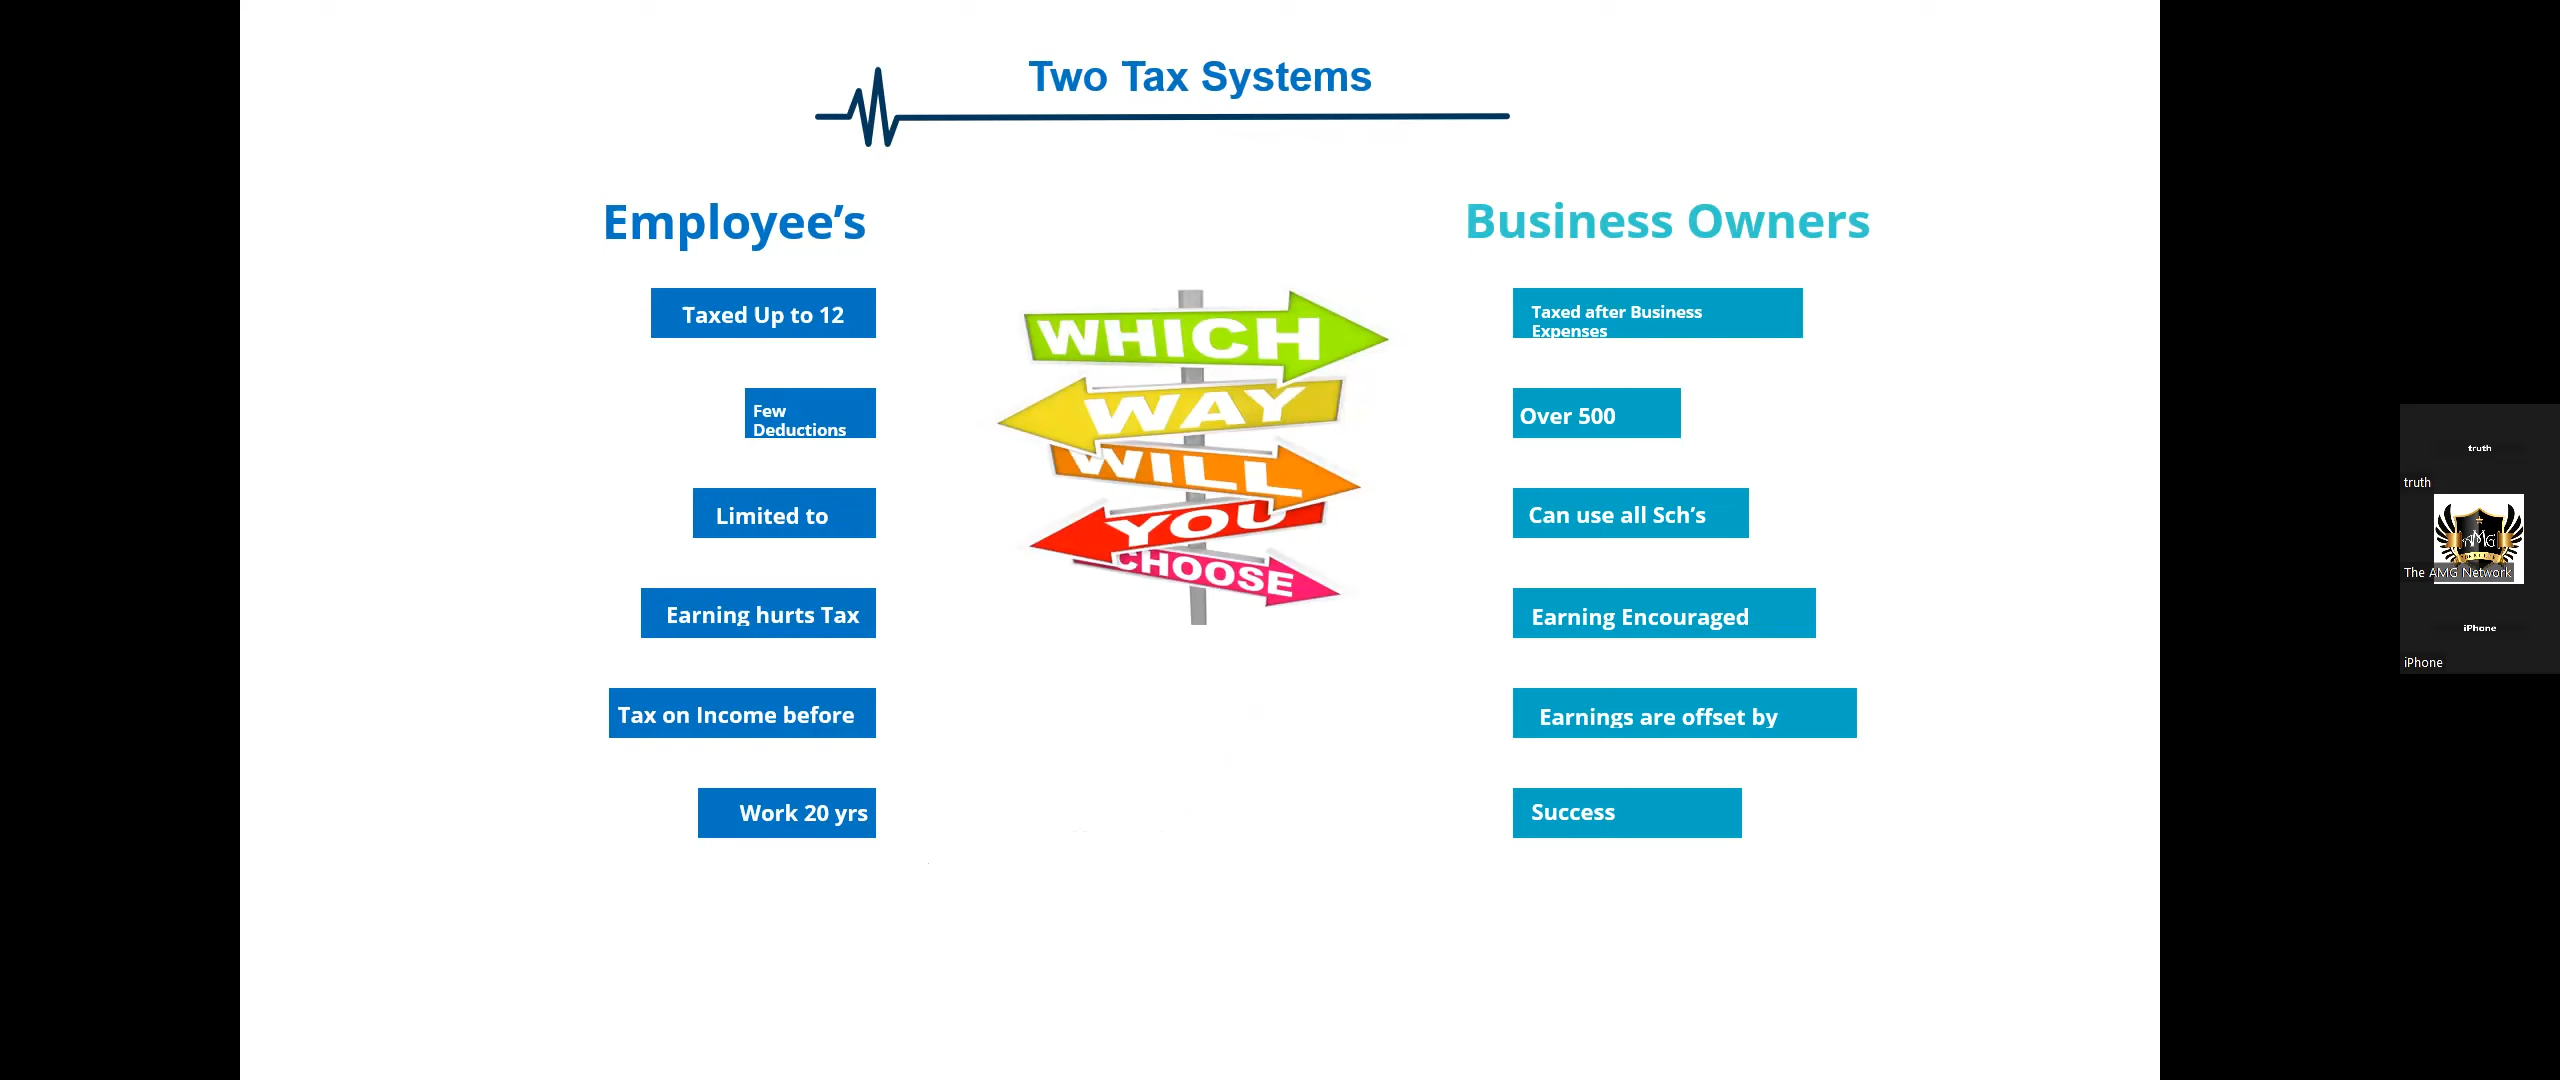 Two Tax Systems
Employee’s
Business Owners
Taxed Up to 12
Few
Deductions
Limited to
Earning hurts Tax
Tax on Income before
Work 20 yrs
WHICH
WAY
WILL
YOU
CHOOSE
Taxed after Business
Expenses
Over 500
Can use all Sch’s
Earning Encouraged
Earnings are offset by
Success
truth
truth
AMG
The AMG Network
iPhone
iPhone